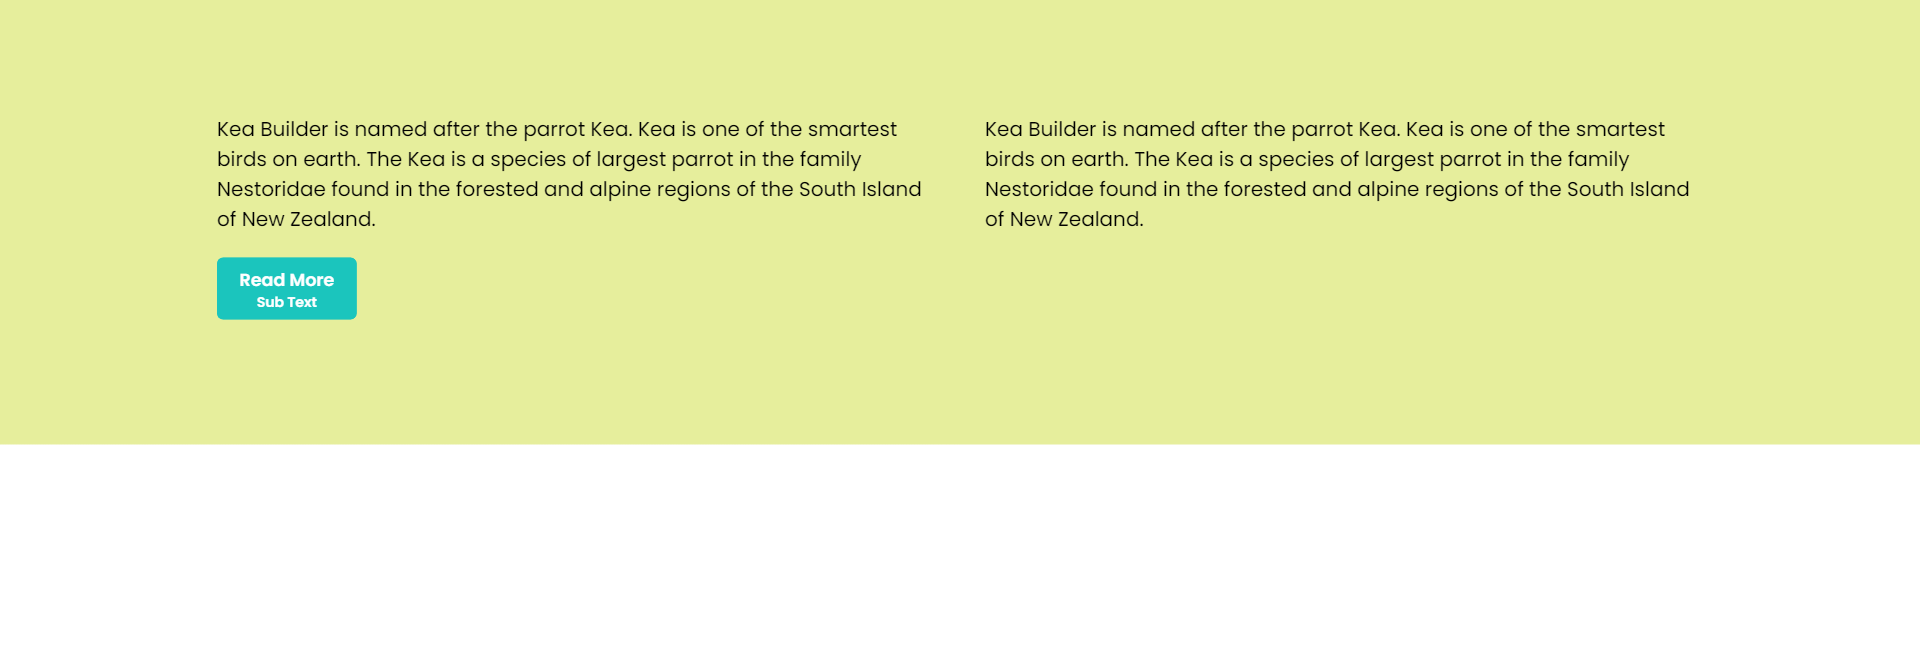 Kea Builder is named after the parrot Kea. Kea is one of the smartest
birds on earth. The Kea is a species of largest parrot in the family
Nestoridae found in the forested and alpine regions of the South Island
of New Zealand.
Read More
Sub Text
Kea Builder is named after the parrot Kea. Kea is one of the smartest
birds on earth. The Kea is a species of largest parrot in the family
Nestoridae found in the forested and alpine regions of the South Island
of New Zealand.